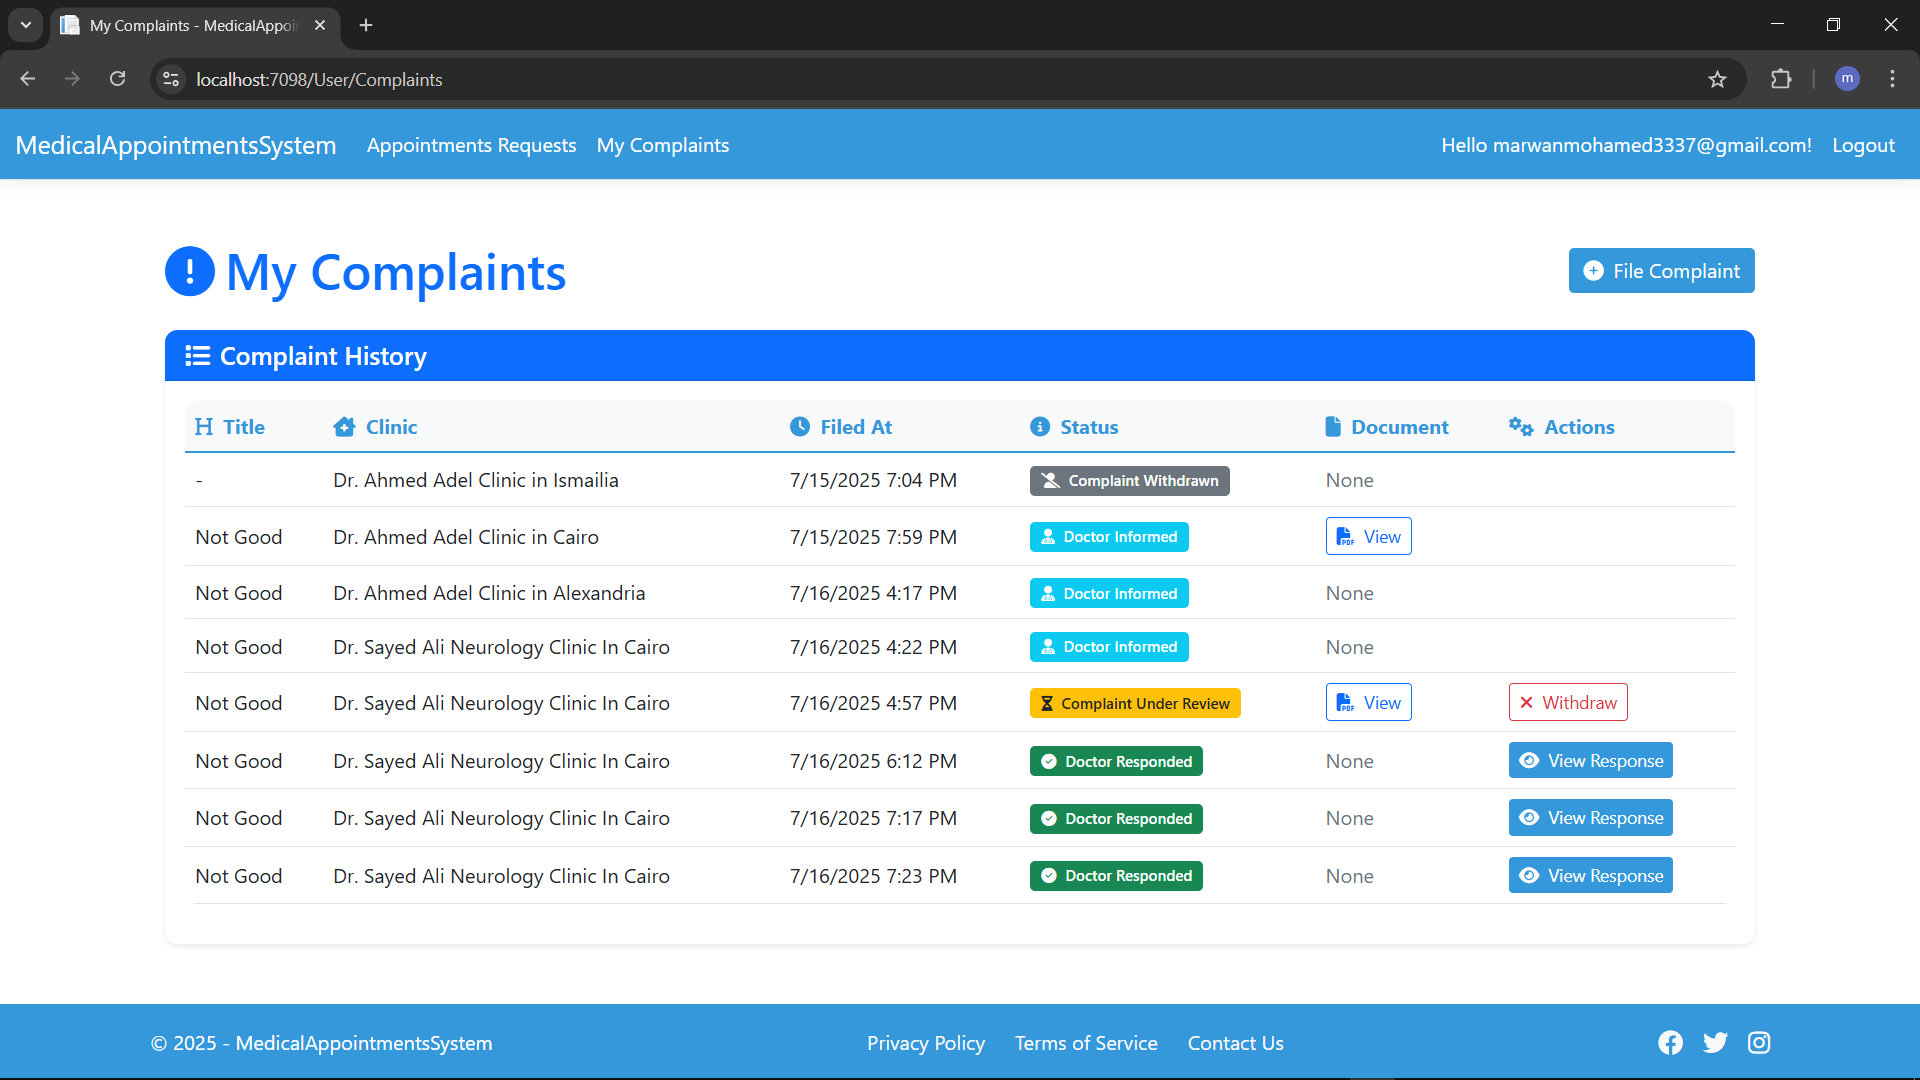 My Complaints - MedicalAppoi
localhost:7098/User/Complaints
m
MedicalAppointmentsSystem Appointments Requests My Complaints Hello marwanmohamed3337@gmail.com! Logout
My Complaints
File Complaint
Complaint History
Title Clinic Filed At Status Document Actions
- Dr. Ahmed Adel Clinic in Ismailia 7/15/2025 7:04 PM Complaint Withdrawn None
Not Good Dr. Ahmed Adel Clinic in Cairo 7/15/2025 7:59 PM Doctor Informed View
Not Good Dr. Ahmed Adel Clinic in Alexandria 7/16/2025 4:17 PM Doctor Informed None
Not Good Dr. Sayed Ali Neurology Clinic In Cairo 7/16/2025 4:22 PM Doctor Informed None
Not Good Dr. Sayed Ali Neurology Clinic In Cairo 7/16/2025 4:57 PM Complaint Under Review View Withdraw
Not Good Dr. Sayed Ali Neurology Clinic In Cairo 7/16/2025 6:12 PM Doctor Responded None View Response
Not Good Dr. Sayed Ali Neurology Clinic In Cairo 7/16/2025 7:17 PM Doctor Responded None View Response
Not Good Dr. Sayed Ali Neurology Clinic In Cairo 7/16/2025 7:23 PM Doctor Responded None View Response
© 2025 - MedicalAppointmentsSystem Privacy Policy Terms of Service Contact Us